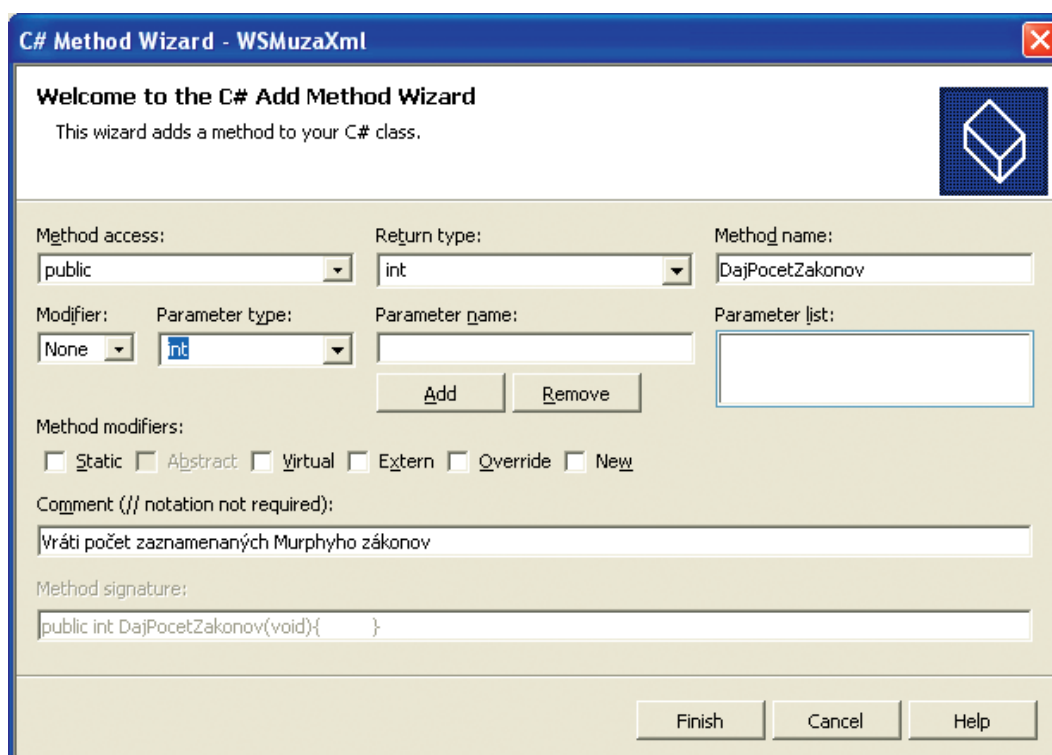 C# Method Wizard - WSMuzaXml
Welcome to the C# Add Method Wizard
This wizard adds a method to your C# class.
Method access: Return type: Method name:
public int DajPocetZakonov
Modifier: Parameter type: Parameter name: Parameter list:
None int
Add Remove
Method modifiers:
Static Abstract Virtual Extern Override New
Comment (// notation not required):
Vráti počet zaznamenaných Murphyho zákonov
Method signature:
public int DajPocetZakonov(void){ }
Finish Cancel Help